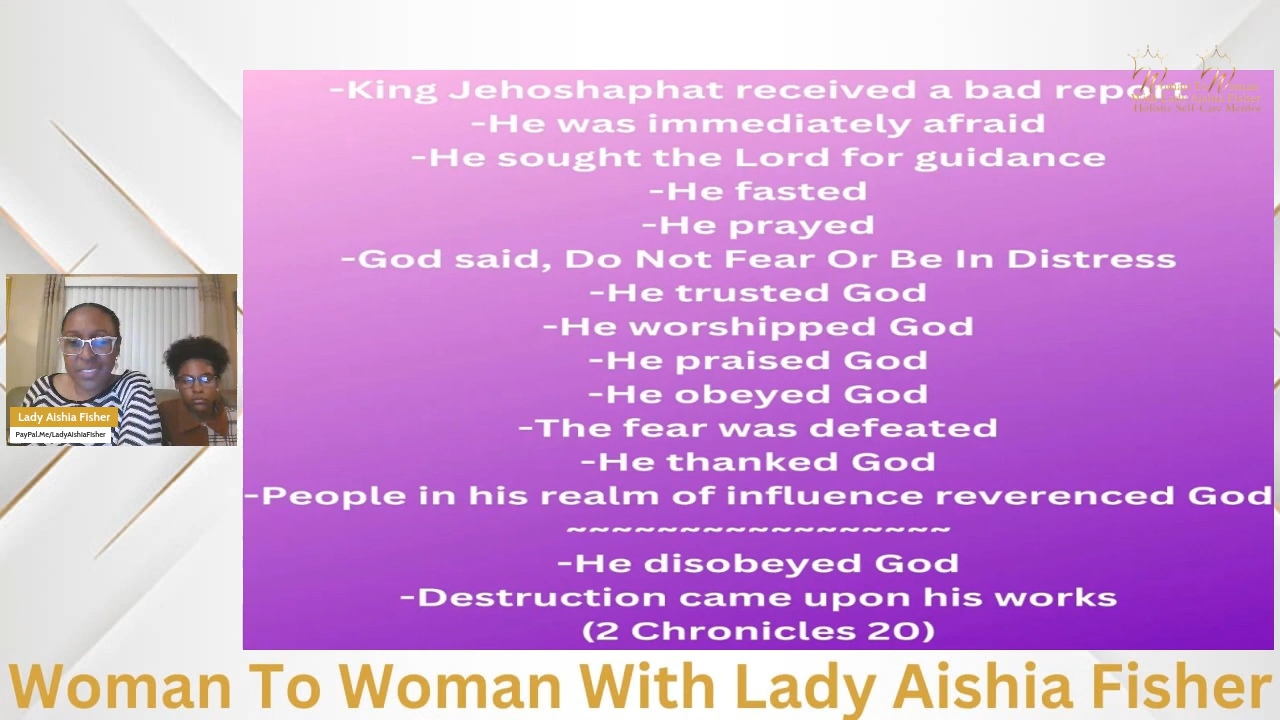 -King Jehoshaphat received a bad report
-He was immediately afraid
-He sought the Lord for guidance
-He fasted
-He prayed
-God said, Do Not Fear Or Be In Distress
-He trusted God
-He worshipped God
-He praised God
-He obeyed God
-The fear was defeated
-He thanked God
-People in his realm of influence reverenced God
~~~~~~~~~~~~~~~~~
-He disobeyed God
-Destruction came upon his works
(2 Chronicles 20)
Lady Aishia Fisher
PayPal.Me/LadyAishiaFisher
Holistic Self-Care Mentor
Woman To Woman With Lady Aishia Fisher